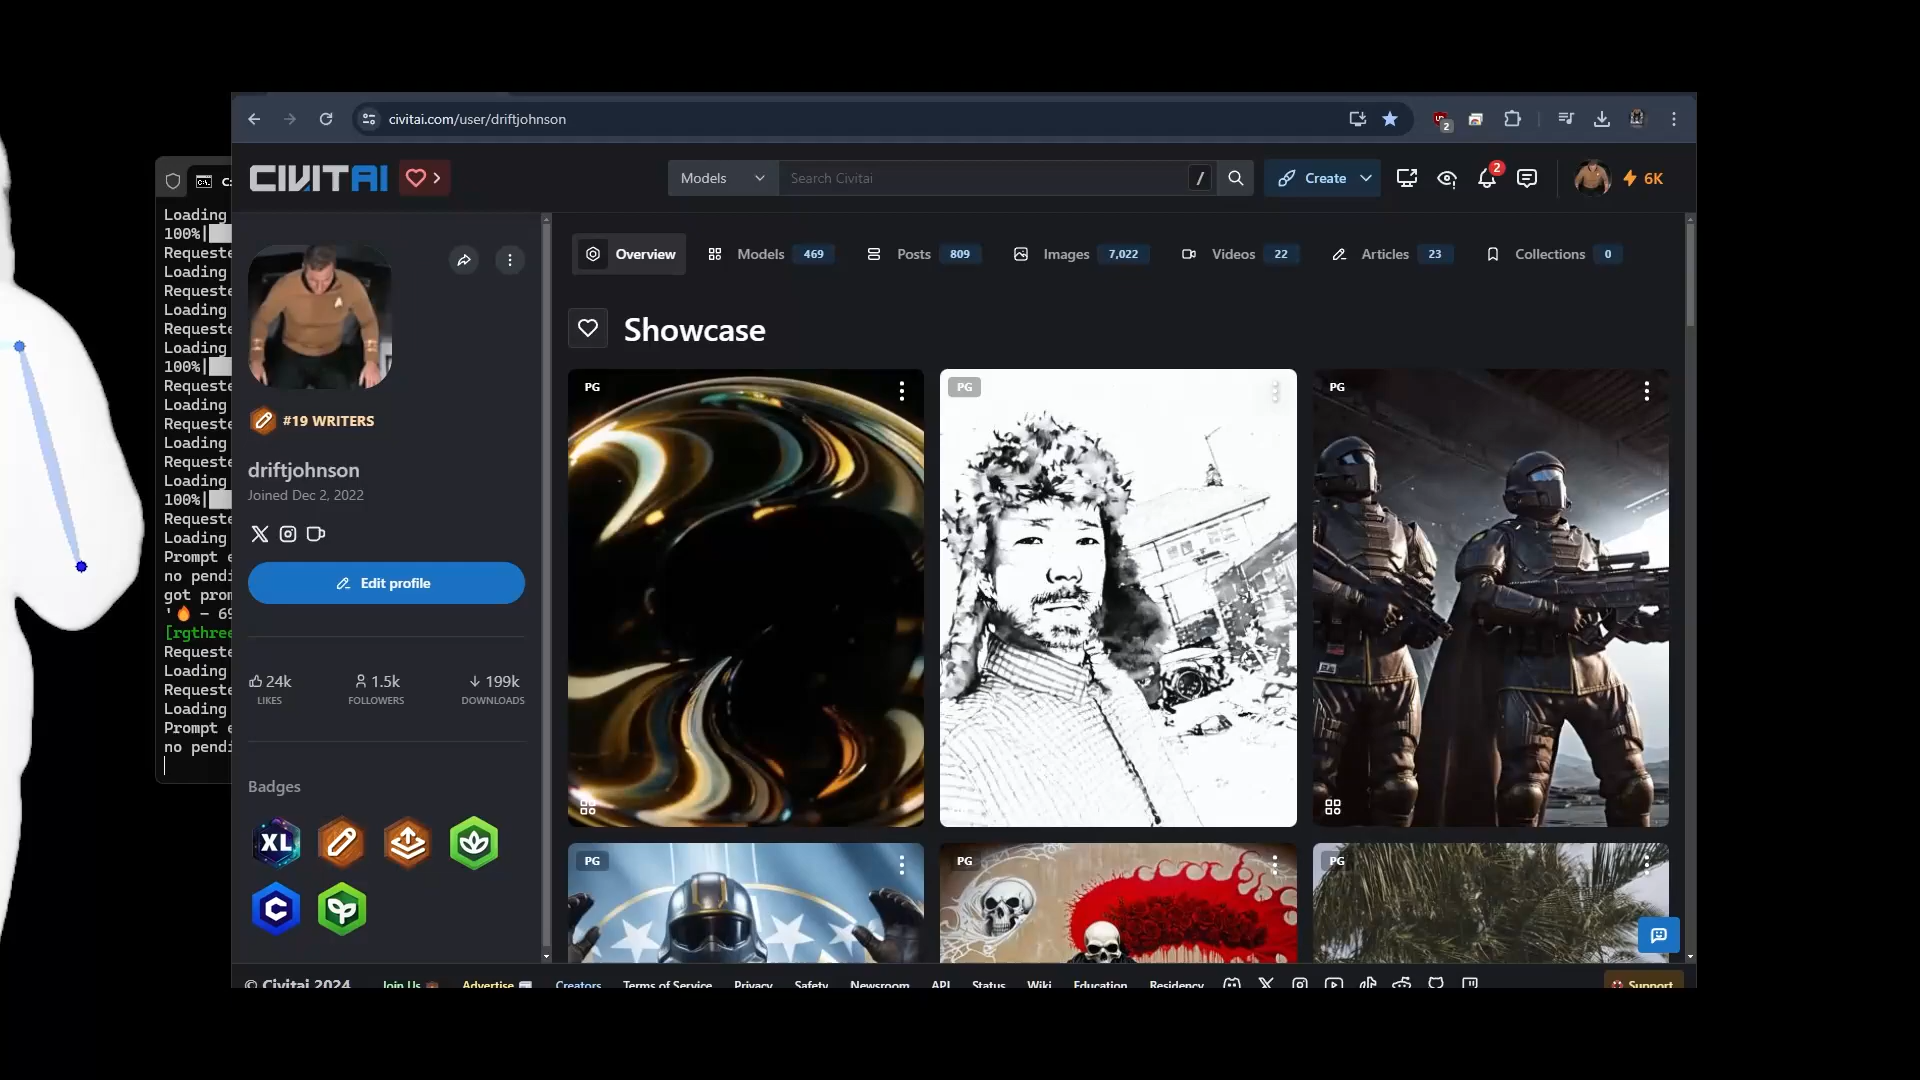 civitai.com/user/driftjohnson
2
CIVITAI
Models
Search Civitai
/
Create
2
6K
C:
Loading
100%|
Requeste
Loading
Requeste
Loading
Requeste
Loading
100%|
Requeste
Loading
Requeste
Loading
Requeste
Loading
100%|
Requeste
Loading
Prompt e
no pendi
got prom
'🔥 - 69
[rgthree
Requeste
Loading
Requeste
Loading
Prompt e
no pendi
#19 WRITERS
driftjohnson
Joined Dec 2, 2022
Edit profile
24k
LIKES
1.5k
FOLLOWERS
199k
DOWNLOADS
Badges
XL
C
Overview
Models 469
Posts 809
Images 7,022
Videos 22
Articles 23
Collections 0
Showcase
PG
PG
PG
PG
PG
PG
© Civitai 2024
Join Us
Advertise
Creators
Terms of Service
Privacy
Safety
Newsroom
API
Status
Wiki
Education
Residency
Support